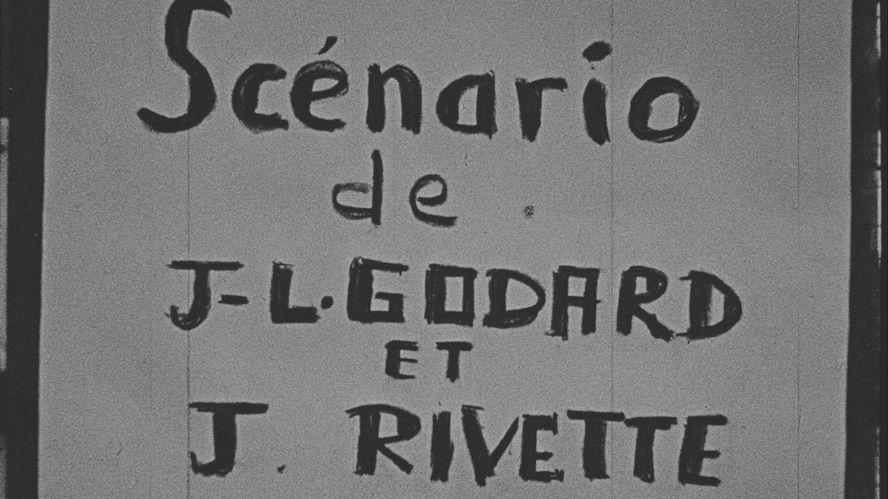 Scénario
de
J-L. GODARD
ET
J. RIVETTE